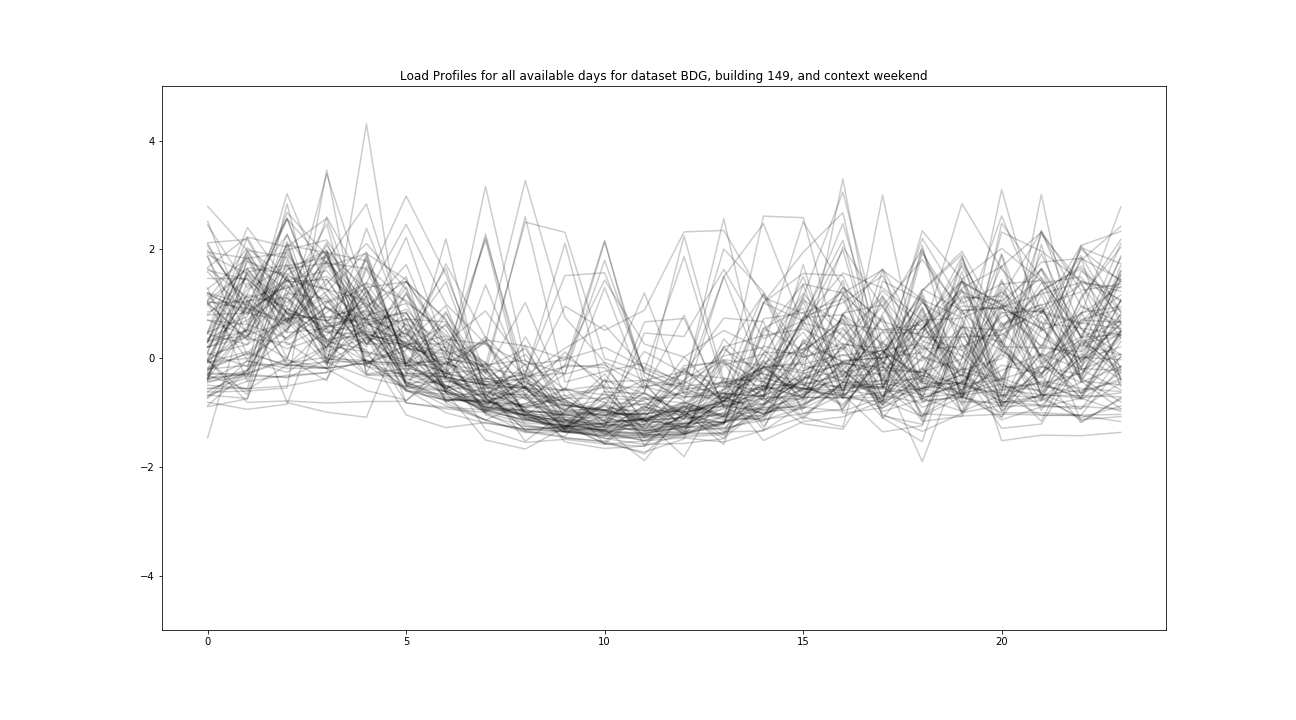 Load Profiles for all available days for dataset BDG, building 149, and context weekend
4
2
0
−2
−4
0 5 10 15 20